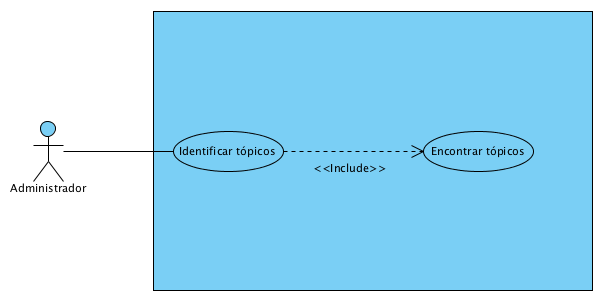 Identificar tópicos
Encontrar tópicos
<<Include>>
Administrador